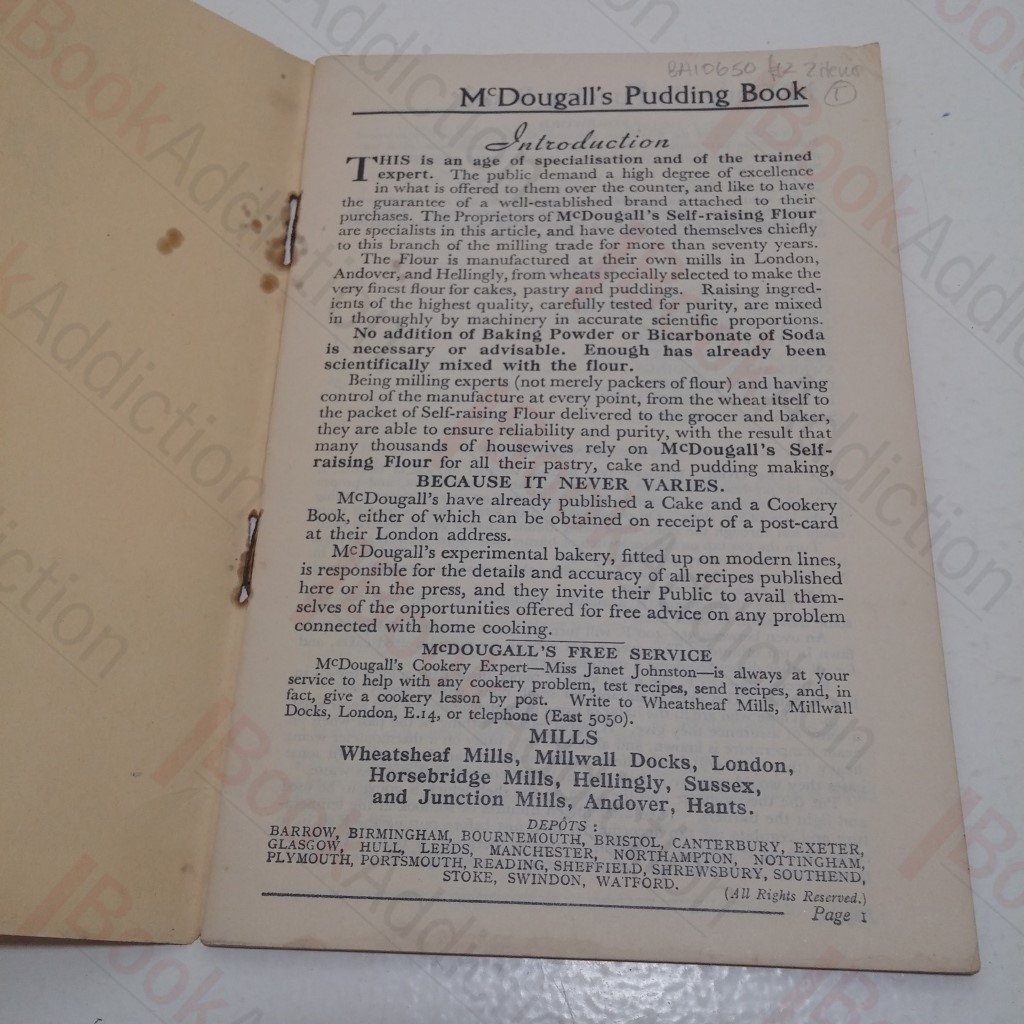 BA10650
McDougall's Pudding Book
Introduction
THIS is an age of specialisation and of the trained
expert. The public demand a high degree of excellence
in what is offered to them over the counter, and like to have
the guarantee of a well-established brand attached to their
purchases. The Proprietors of McDougall's Self-raising Flour
are specialists in this article, and have devoted themselves chiefly
to this branch of the milling trade for more than seventy years.
The Flour is manufactured at their own mills in London,
Andover, and Hellingly, from wheats specially selected to make the
very finest flour for cakes, pastry and puddings. Raising ingred-
ients of the highest quality, carefully tested for purity, are mixed
in thoroughly by machinery in accurate scientific proportions.
No addition of Baking Powder or Bicarbonate of Soda
is necessary or advisable. Enough has already been
scientifically mixed with the flour.
Being milling experts (not merely packers of flour) and having
control of the manufacture at every point, from the wheat itself to
the packet of Self-raising Flour delivered to the grocer and baker,
they are able to ensure reliability and purity, with the result that
many thousands of housewives rely on McDougall's Self-
raising Flour for all their pastry, cake and pudding making,
BECAUSE IT NEVER VARIES.
McDougall's have already published a Cake and a Cookery
Book, either of which can be obtained on receipt of a post-card
at their London address.
McDougall's experimental bakery, fitted up on modern lines,
is responsible for the details and accuracy of all recipes published
here or in the press, and they invite their Public to avail them-
selves of the opportunities offered for free advice on any problem
connected with home cooking.
McDOUGALL'S FREE SERVICE
McDougall's Cookery Expert—Miss Janet Johnston—is always at your
service to help with any cookery problem, test recipes, send recipes, and, in
fact, give a cookery lesson by post. Write to Wheatsheaf Mills, Millwall
Docks, London, E.14, or telephone (East 5050).
MILLS
Wheatsheaf Mills, Millwall Docks, London,
Horsebridge Mills, Hellingly, Sussex,
and Junction Mills, Andover, Hants.
DEPÔTS :
BARROW, BIRMINGHAM, BOURNEMOUTH, BRISTOL, CANTERBURY, EXETER,
GLASGOW, HULL, LEEDS, MANCHESTER, NORTHAMPTON, NOTTINGHAM,
PLYMOUTH, PORTSMOUTH, READING, SHEFFIELD, SHREWSBURY, SOUTHEND,
STOKE, SWINDON, WATFORD.
(All Rights Reserved.)
Page 1
iBookAddiction